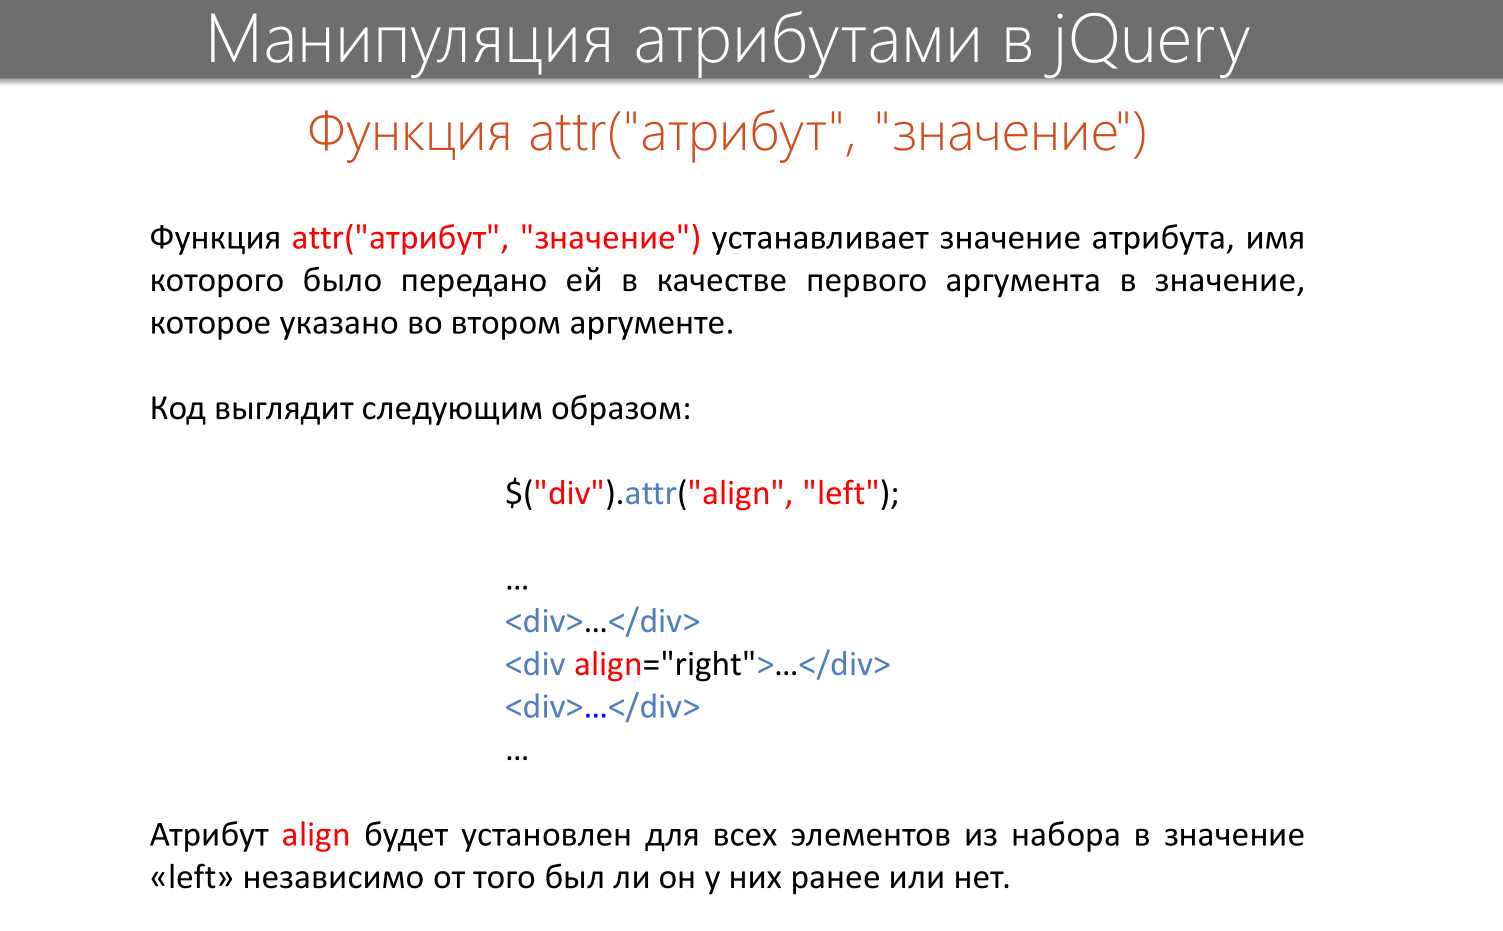 Манипуляция атрибутами в jQuery
Функция attr("атрибут", "значение")
Функция attr("атрибут", "значение") устанавливает значение атрибута, имя
которого было передано ей в качестве первого аргумента в значение,
которое указано во втором аргументе.
Код выглядит следующим образом:
$("div").attr("align", "left");
...
<div>...</div>
<div align="right">...</div>
<div>...</div>
...
Атрибут align будет установлен для всех элементов из набора в значение
«left» независимо от того был ли он у них ранее или нет.